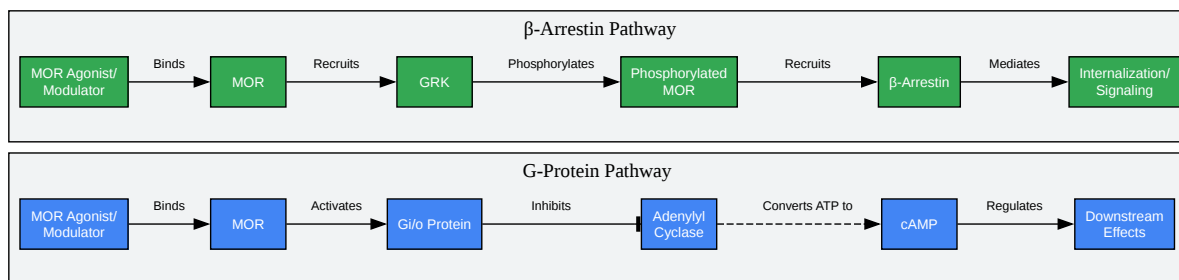 β-Arrestin Pathway
Binds
Recruits
Phosphorylates
Recruits
Mediates
MOR Agonist/
Modulator
MOR
GRK
Phosphorylated
MOR
β-Arrestin
Internalization/
Signaling
G-Protein Pathway
Binds
Activates
Inhibits
Converts ATP to
Regulates
MOR Agonist/
Modulator
MOR
Gi/o Protein
Adenylyl
Cyclase
cAMP
Downstream
Effects